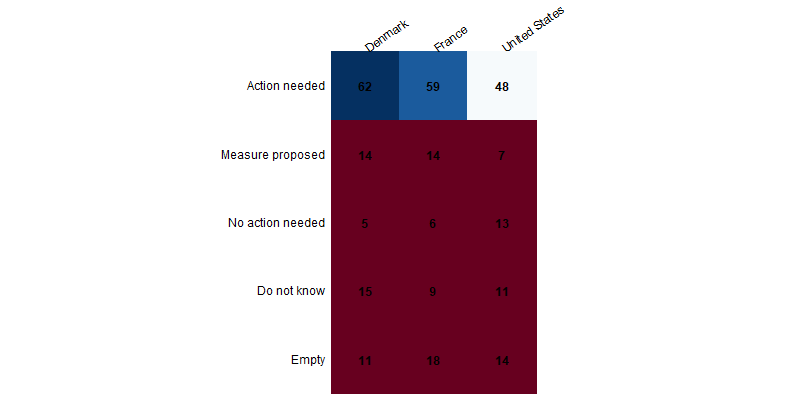 Denmark France United States
Action needed 62 59 48
Measure proposed 14 14 7
No action needed 5 6 13
Do not know 15 9 11
Empty 11 18 14